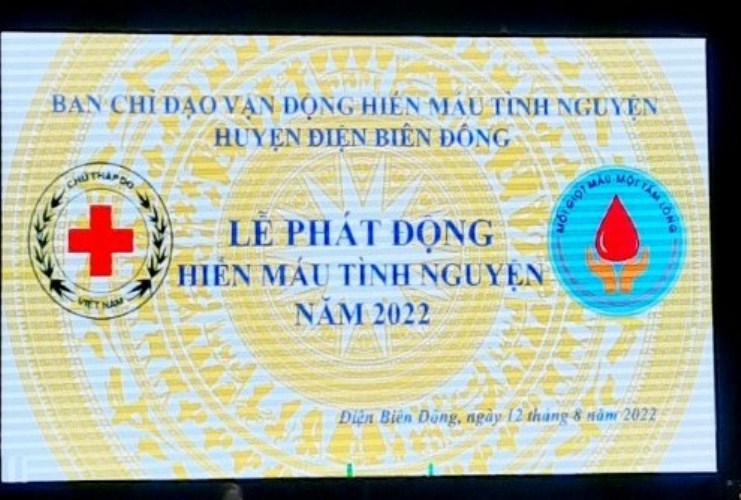 BAN CHỈ ĐẠO VẬN ĐỘNG HIẾN MÁU TÌNH NGUYỆN
HUYỆN ĐIỆN BIÊN ĐÔNG
CHỮ THẬP ĐỎ
VIỆT NAM
MỘT GIỌT MÁU - MỘT TẤM LÒNG
LỄ PHÁT ĐỘNG
HIẾN MÁU TÌNH NGUYỆN
NĂM 2022
Điện Biên Đông, ngày 12 tháng 8 năm 2022